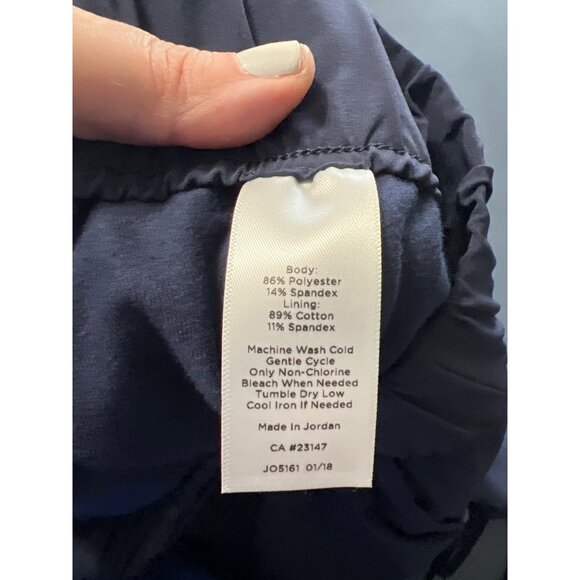 Body:
86% Polyester
14% Spandex
Lining:
89% Cotton
11% Spandex
Machine Wash Cold
Gentle Cycle
Only Non-Chlorine
Bleach When Needed
Tumble Dry Low
Cool Iron If Needed
Made In Jordan
CA #23147
JO5161 01/18